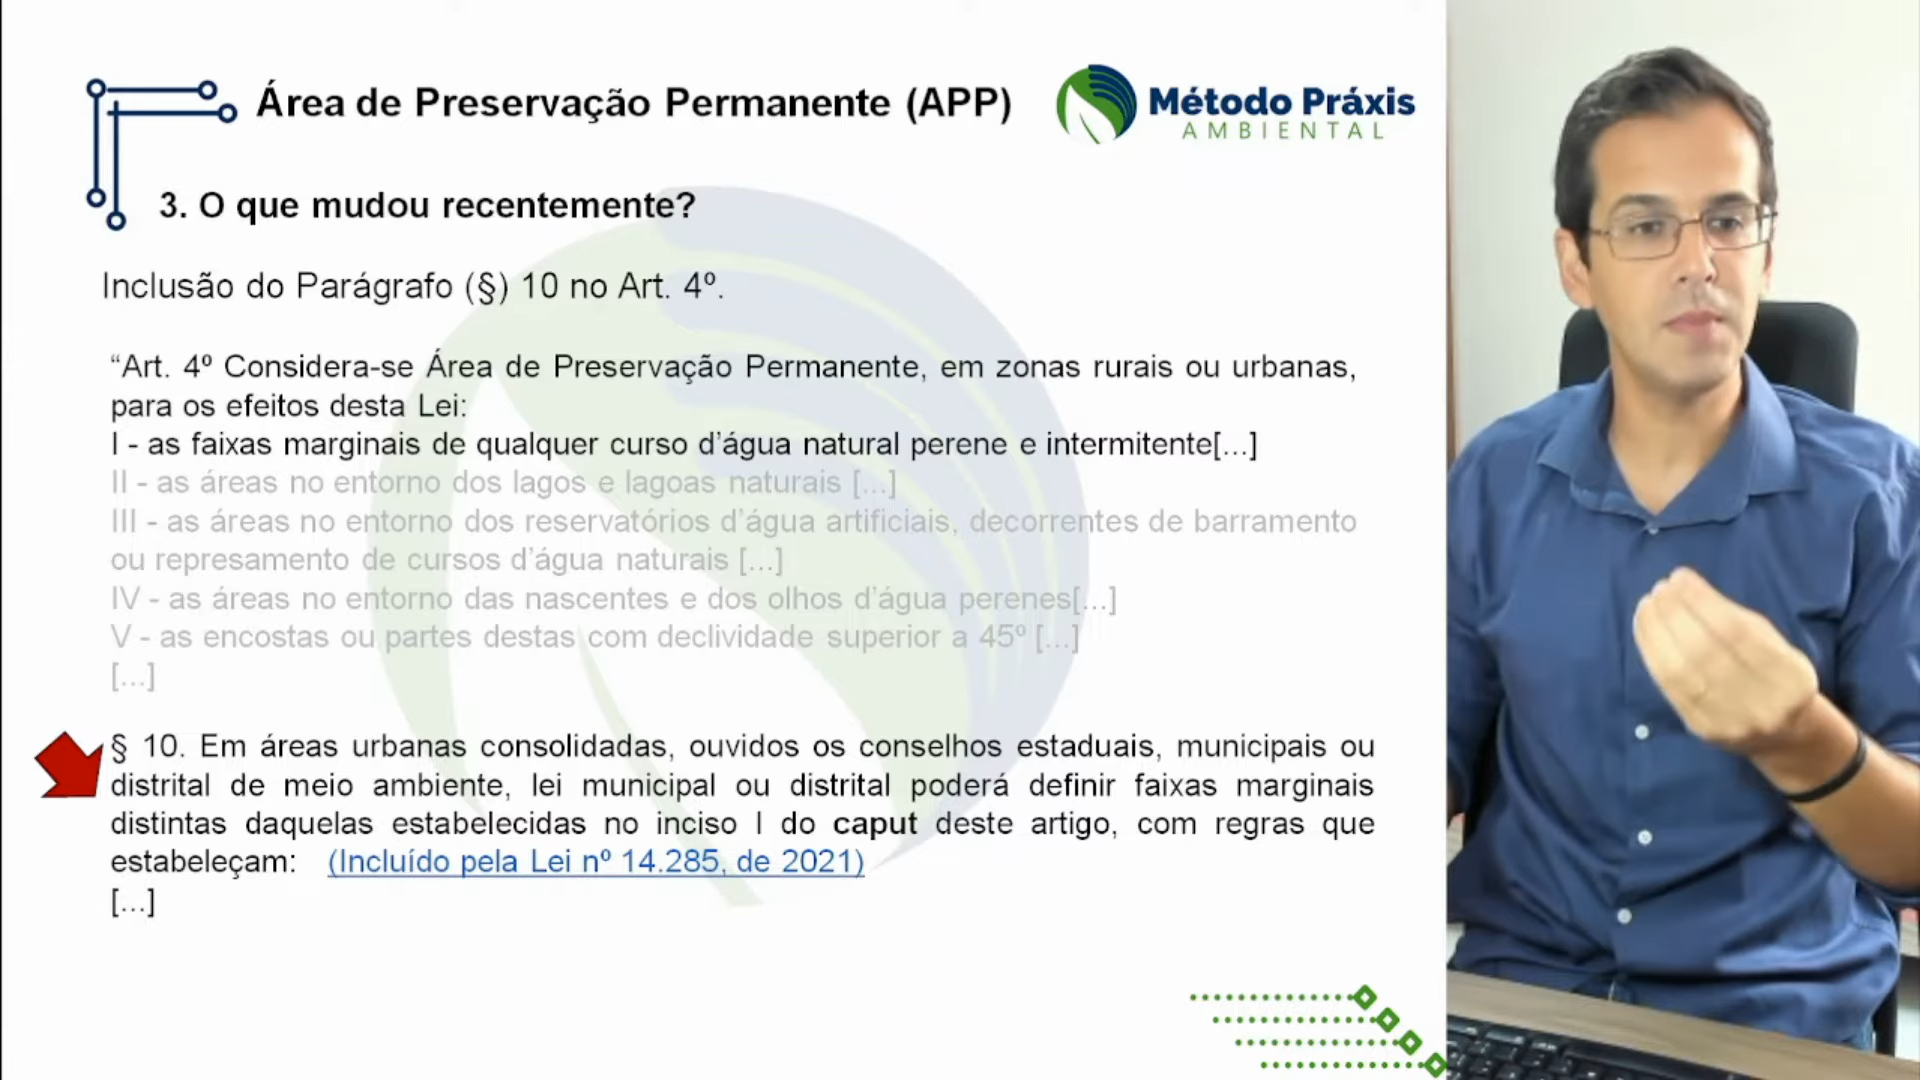 Área de Preservação Permanente (APP)
Método Práxis
AMBIENTAL
3. O que mudou recentemente?
Inclusão do Parágrafo (§) 10 no Art. 4º.
“Art. 4º Considera-se Área de Preservação Permanente, em zonas rurais ou urbanas,
para os efeitos desta Lei:
I - as faixas marginais de qualquer curso d’água natural perene e intermitente[...]
II - as áreas no entorno dos lagos e lagoas naturais [...]
III - as áreas no entorno dos reservatórios d’água artificiais, decorrentes de barramento
ou represamento de cursos d’água naturais [...]
IV - as áreas no entorno das nascentes e dos olhos d’água perenes[...]
V - as encostas ou partes destas com declividade superior a 45º [...]
[...]
§ 10. Em áreas urbanas consolidadas, ouvidos os conselhos estaduais, municipais ou
distrital de meio ambiente, lei municipal ou distrital poderá definir faixas marginais
distintas daquelas estabelecidas no inciso I do caput deste artigo, com regras que
estabeleçam: (Incluído pela Lei nº 14.285, de 2021)
[...]